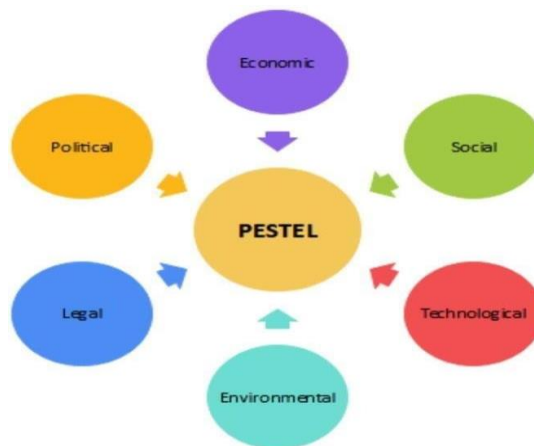 Economic
Political
Social
PESTEL
Legal
Technological
Environmental